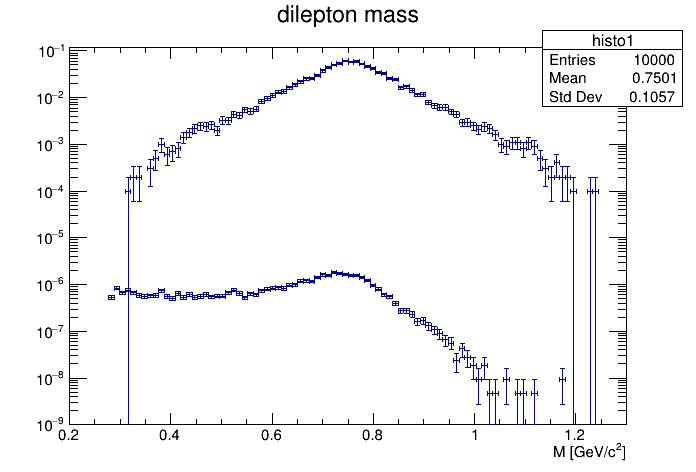 dilepton mass
histo1
Entries 10000
Mean 0.7501
Std Dev 0.1057
10⁻¹
10⁻²
10⁻³
10⁻⁴
10⁻⁵
10⁻⁶
10⁻⁷
10⁻⁸
10⁻⁹
0.2 0.4 0.6 0.8 1 1.2
M [GeV/c²]